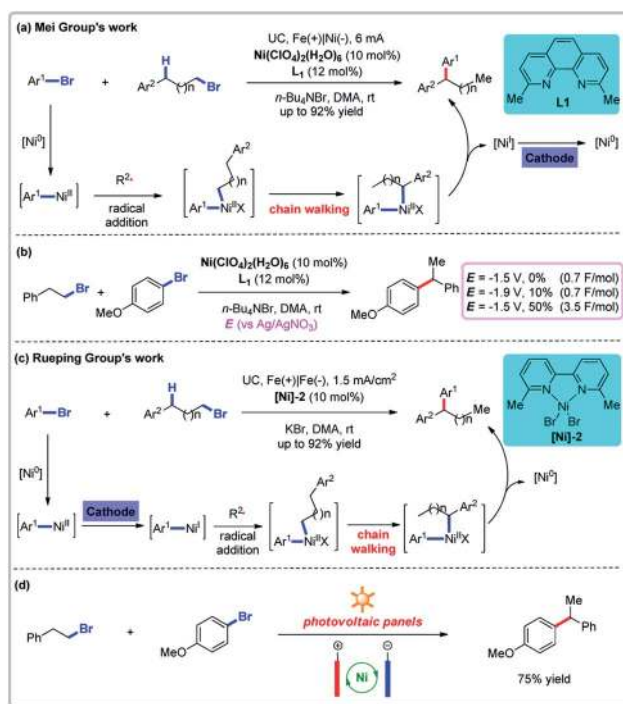 (a) Mei Group's work
UC, Fe(+)|Ni(-), 6 mA
Ni(ClO4)2(H2O)6 (10 mol%)
L1 (12 mol%)
n-Bu4NBr, DMA, rt
up to 92% yield
Ar1 Br
+
H
Ar2 ( )n Br
Ar1
Ar2 ( )n Me
N N
Me Me
L1
[Ni0]
[Ar1 NiII]
R2•
radical
addition
Ar2
( )n
Ar1 NiIIX
chain walking
( )n Ar2
Ar1 NiIIX
[NiI]
Cathode
[Ni0]
(b)
Ph Br
+
Br
MeO
Ni(ClO4)2(H2O)6 (10 mol%)
L1 (12 mol%)
n-Bu4NBr, DMA, rt
E (vs Ag/AgNO3)
Me
Ph
MeO
E = -1.5 V, 0% (0.7 F/mol)
E = -1.9 V, 10% (0.7 F/mol)
E = -1.5 V, 50% (3.5 F/mol)
(c) Rueping Group's work
UC, Fe(+)|Fe(-), 1.5 mA/cm2
[Ni]-2 (10 mol%)
KBr, DMA, rt
up to 92% yield
Ar1 Br
+
H
Ar2 ( )n Br
Ar1
Ar2 ( )n Me
N N
Me Me
Ni
Br Br
[Ni]-2
[Ni0]
[Ar1 NiII]
Cathode
[Ar1 NiI]
R2•
radical
addition
Ar2
( )n
Ar1 NiIIX
chain
walking
( )n Ar2
Ar1 NiIIX
[Ni0]
(d)
Ph Br
+
Br
MeO
photovoltaic panels
+ −
Ni
Me
Ph
MeO
75% yield